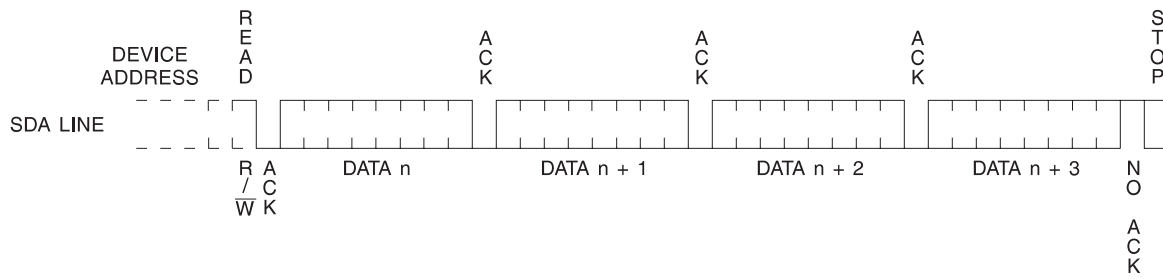 READ
ACK
ACK
ACK
STOP
DEVICE
ADDRESS
SDA LINE
R/W
ACK
DATA n
DATA n + 1
DATA n + 2
DATA n + 3
NO ACK